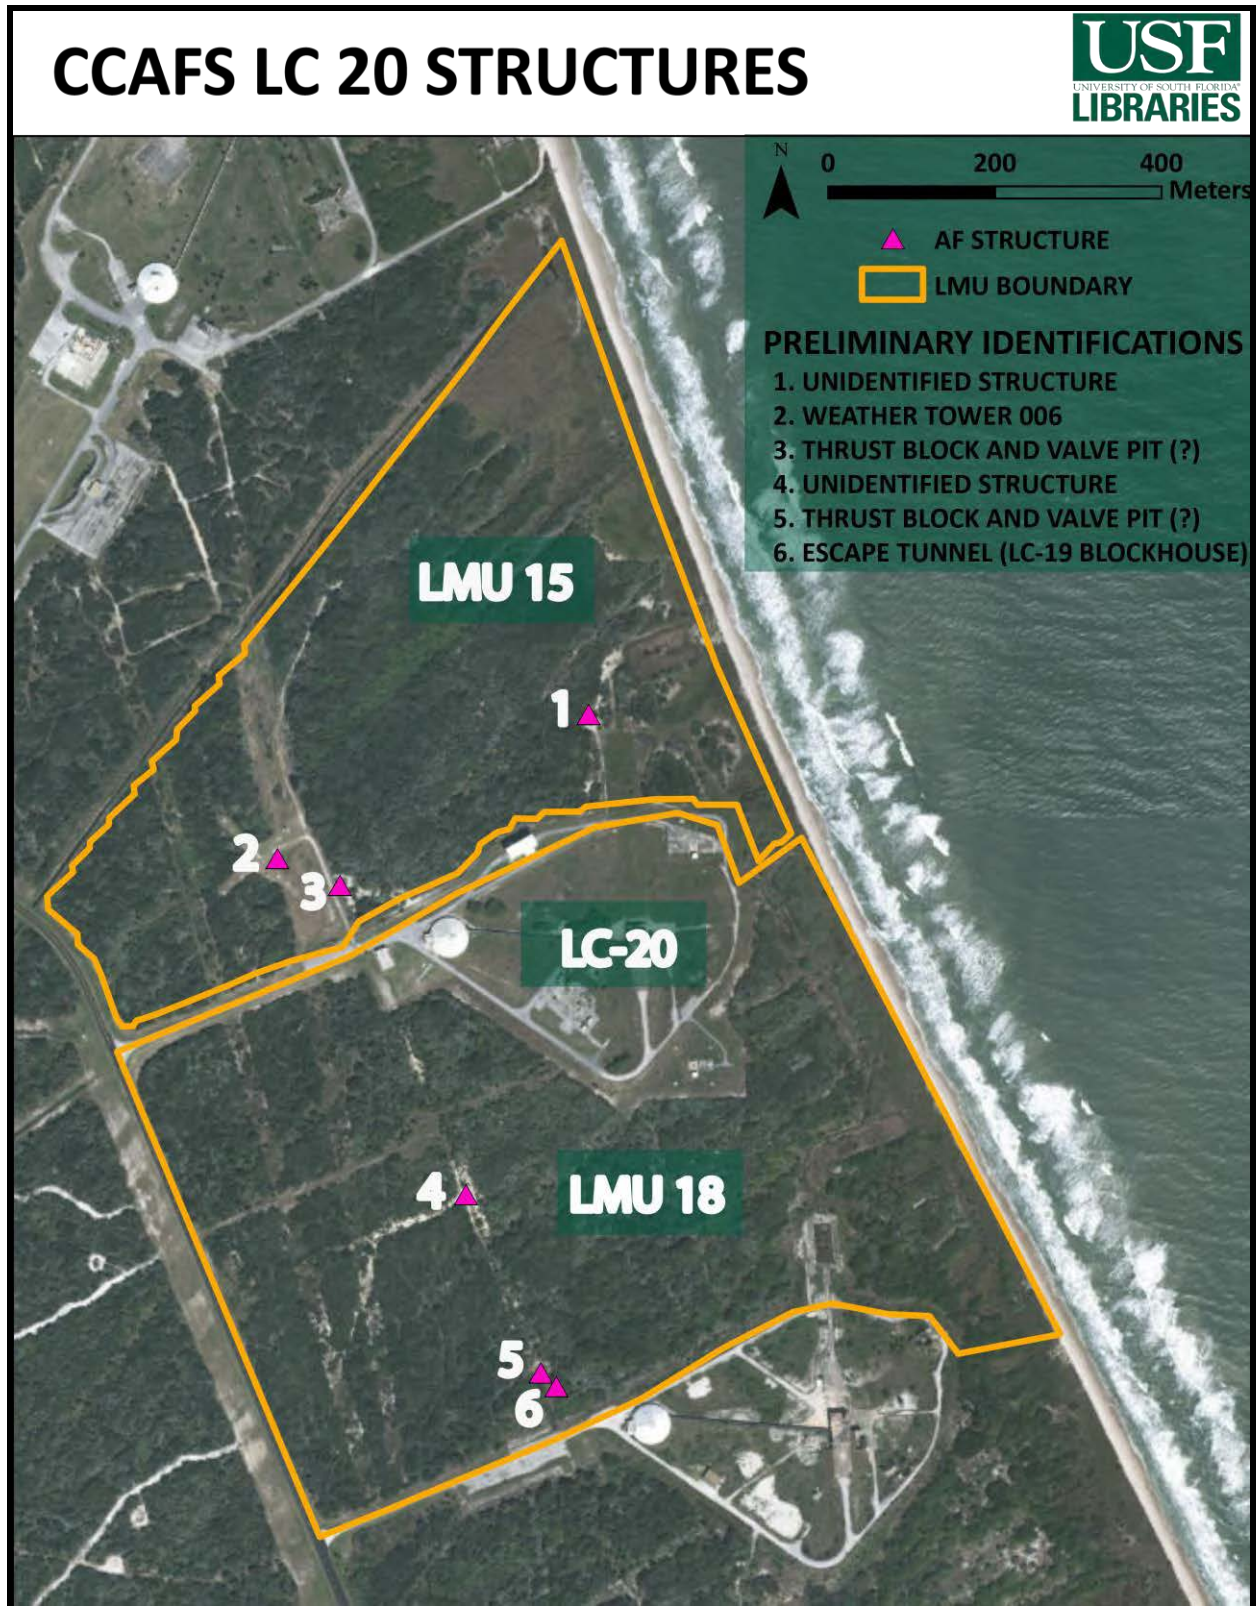 CCAFS LC 20 STRUCTURES
USF
UNIVERSITY OF SOUTH FLORIDA
LIBRARIES
N
0 200 400
Meters
AF STRUCTURE
LMU BOUNDARY
PRELIMINARY IDENTIFICATIONS
1. UNIDENTIFIED STRUCTURE
2. WEATHER TOWER 006
3. THRUST BLOCK AND VALVE PIT (?)
4. UNIDENTIFIED STRUCTURE
5. THRUST BLOCK AND VALVE PIT (?)
6. ESCAPE TUNNEL (LC-19 BLOCKHOUSE)
LMU 15
1
2
3
LC-20
4
LMU 18
5
6